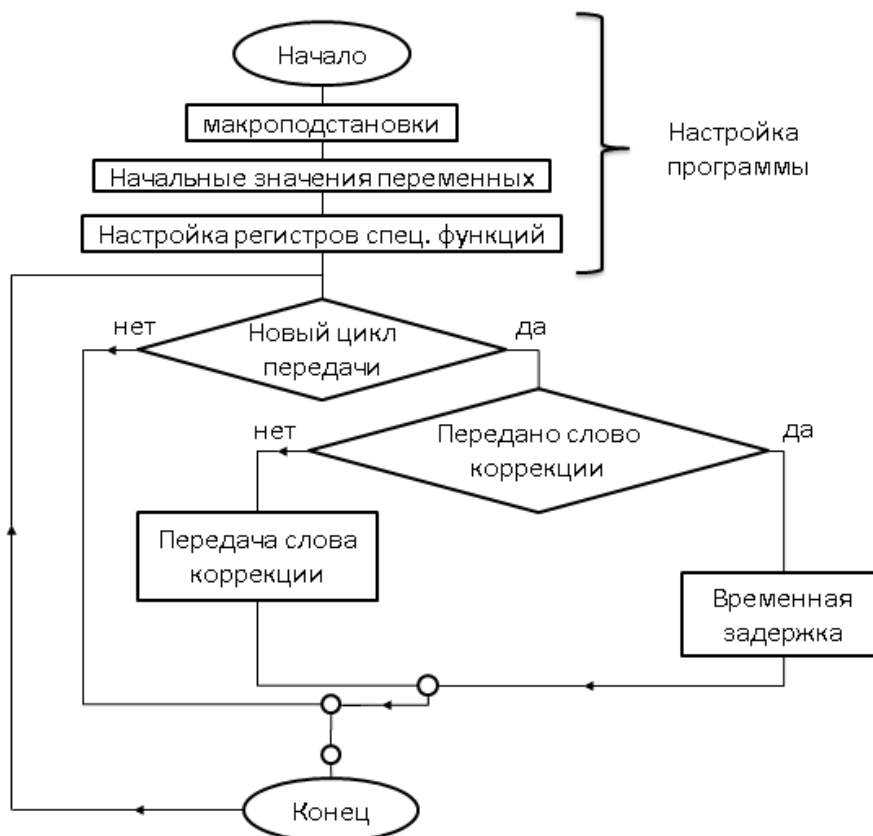 Начало
макроподстановки
Начальные значения переменных
Настройка регистров спец. функций
Настройка
программы
нет
Новый цикл
передачи
да
нет
Передано слово
коррекции
да
Передача слова
коррекции
Временная
задержка
Конец